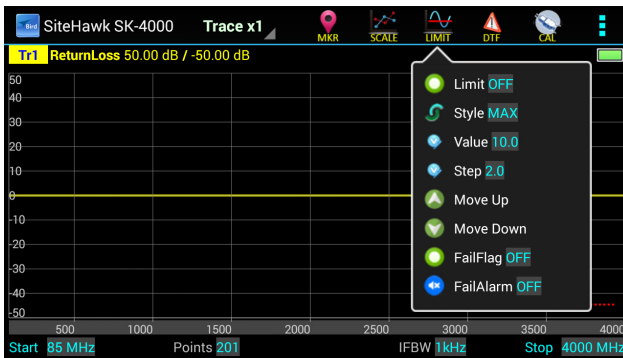 Bird SiteHawk SK-4000 Trace x1 MKR SCALE LIMIT DTF CAL
Tr1 ReturnLoss 50.00 dB / -50.00 dB
50
40
30
20
10
0
-10
-20
-30
-40
-50
Limit OFF
Style MAX
Value 10.0
Step 2.0
Move Up
Move Down
FailFlag OFF
FailAlarm OFF
500 1000 1500 2000 2500 3000 3500 4000
Start 85 MHz Points 201 IFBW 1kHz Stop 4000 MHz